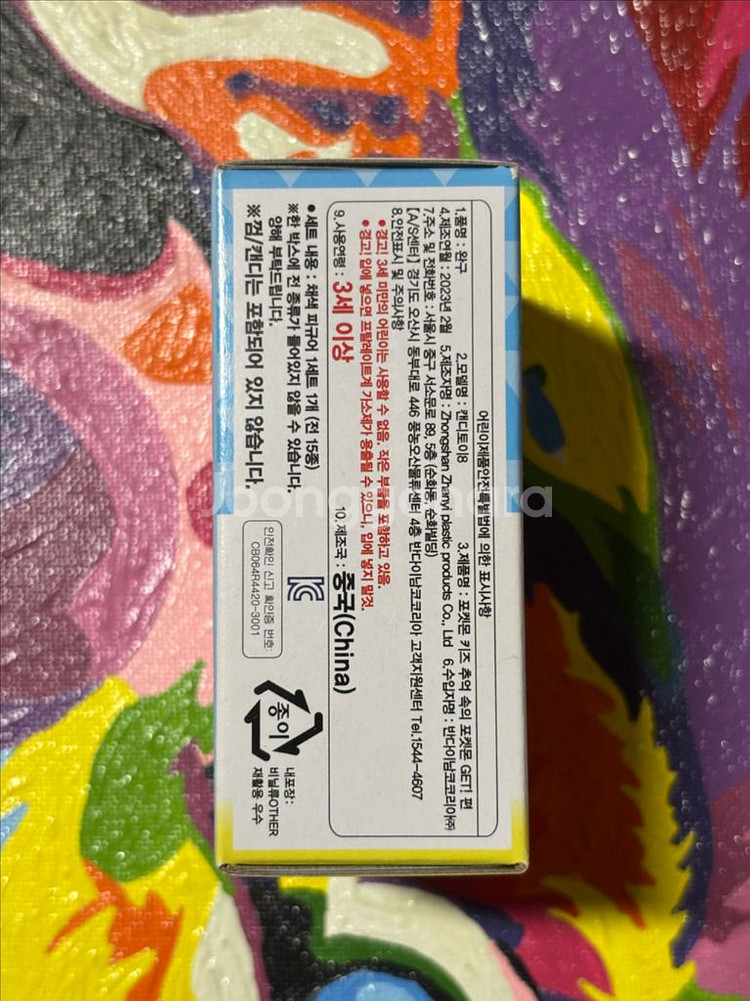 어린이제품안전특별법에 의한 표시사항
1.품명 : 완구 2.모델명 : 캔디토이8 3.제품명 : 포켓몬 키즈 추억 속의 포켓몬 GET! 편
4.제조연월 : 2023년 2월 5.제조자명 : Zhongshan Zhanyi plastic products Co., Ltd 6.수입자명 : 반다이남코코리아㈜
7.주소 및 전화번호 : 서울시 중구 서소문로 89, 5층 (순화동, 순화빌딩)
[A/S센터] 경기도 오산시 동부대로 446 풍농오산물류센터 4층 반다이남코코리아 고객지원센터 Tel.1544-4607
8.안전표시 및 주의사항
● 경고! 3세 미만의 어린이는 사용할 수 없음. 작은 부품을 포함하고 있음.
● 경고! 입에 넣으면 프탈레이트계 가소제가 용출될 수 있으니, 입에 넣지 말것.
9.사용연령 : 3세 이상 10.제조국 : 중국(China)
● 세트 내용 : 채색 피규어 1세트 1개 (전 15종)
※한 박스에 전 종류가 들어있지 않을 수 있습니다.
양해 부탁드립니다.
※껌/캔디는 포함되어 있지 않습니다.
안전확인 신고 확인증 번호:
CB064R4420-3001
종이
내포장:
비닐류OTHER
재활용 우수
Joonggonara